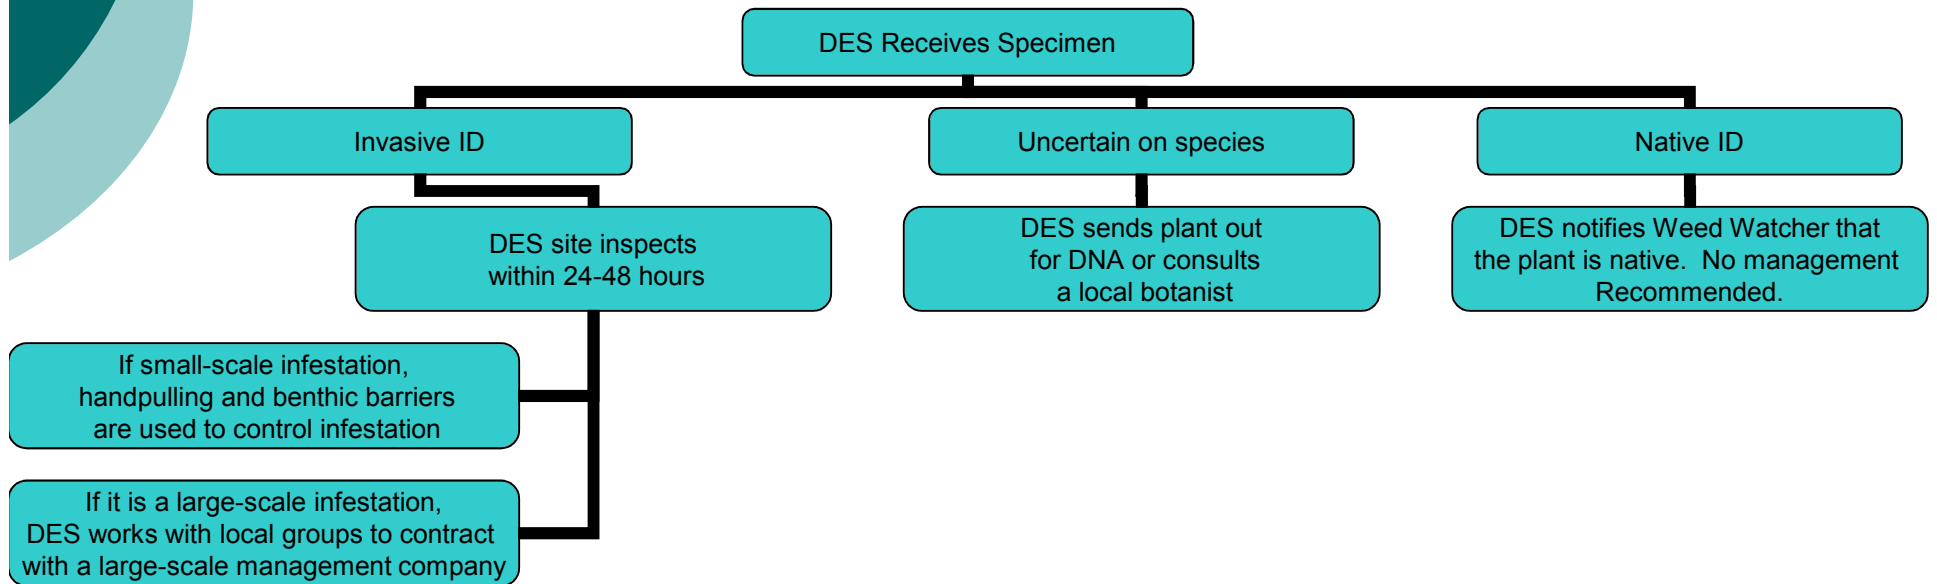 DES Receives Specimen
Invasive ID
Uncertain on species
Native ID
DES site inspects
within 24-48 hours
DES sends plant out
for DNA or consults
a local botanist
DES notifies Weed Watcher that
the plant is native.  No management
Recommended.
If small-scale infestation,
handpulling and benthic barriers
are used to control infestation
If it is a large-scale infestation,
DES works with local groups to contract
with a large-scale management company